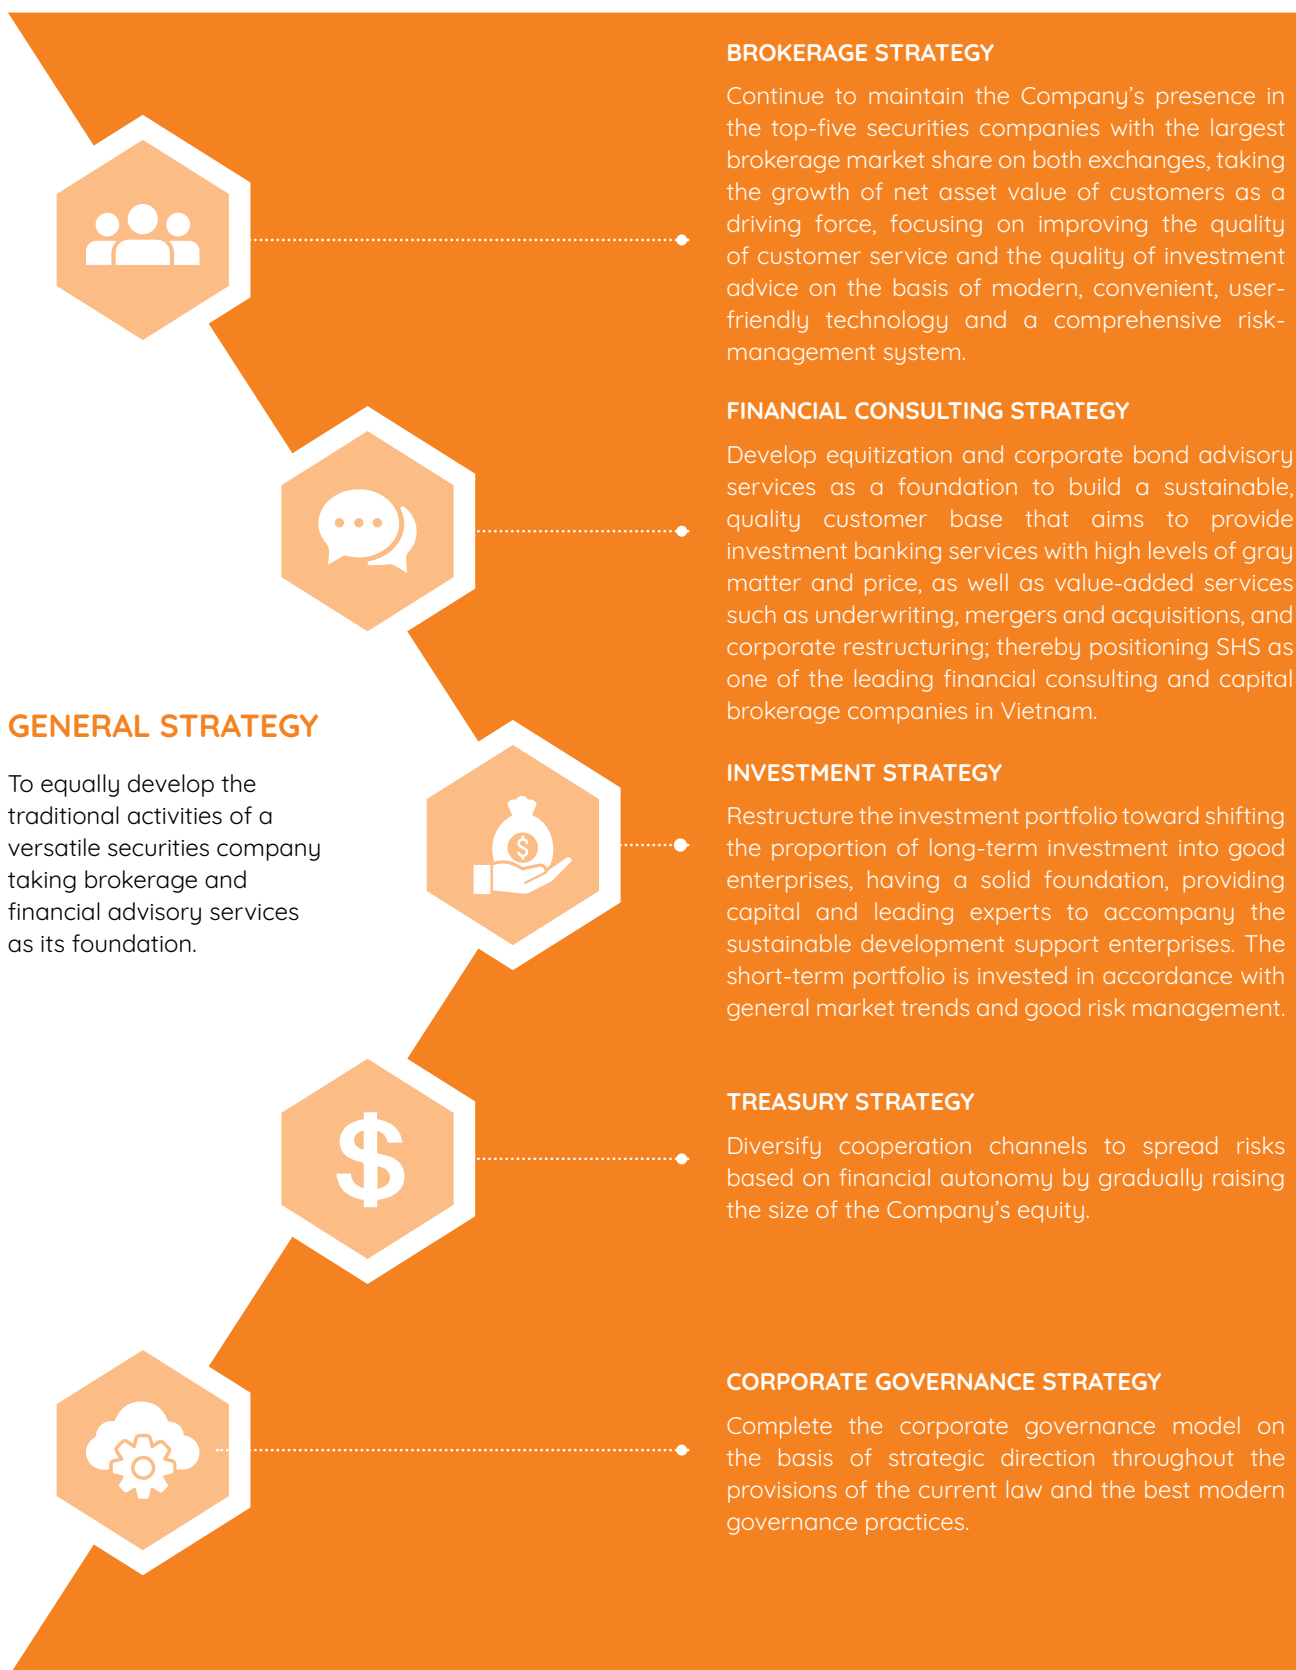 BROKERAGE STRATEGY
Continue to maintain the Company's presence in
the top-five securities companies with the largest
brokerage market share on both exchanges, taking
the growth of net asset value of customers as a
driving force, focusing on improving the quality
of customer service and the quality of investment
advice on the basis of modern, convenient, user-
friendly technology and a comprehensive risk-
management system.
FINANCIAL CONSULTING STRATEGY
Develop equitization and corporate bond advisory
services as a foundation to build a sustainable,
quality customer base that aims to provide
investment banking services with high levels of gray
matter and price, as well as value-added services
such as underwriting, mergers and acquisitions, and
corporate restructuring; thereby positioning SHS as
one of the leading financial consulting and capital
brokerage companies in Vietnam.
GENERAL STRATEGY
To equally develop the
traditional activities of a
versatile securities company
taking brokerage and
financial advisory services
as its foundation.
INVESTMENT STRATEGY
Restructure the investment portfolio toward shifting
the proportion of long-term investment into good
enterprises, having a solid foundation, providing
capital and leading experts to accompany the
sustainable development support enterprises. The
short-term portfolio is invested in accordance with
general market trends and good risk management.
$
TREASURY STRATEGY
Diversify cooperation channels to spread risks
based on financial autonomy by gradually raising
the size of the Company's equity.
$
CORPORATE GOVERNANCE STRATEGY
Complete the corporate governance model on
the basis of strategic direction throughout the
provisions of the current law and the best modern
governance practices.